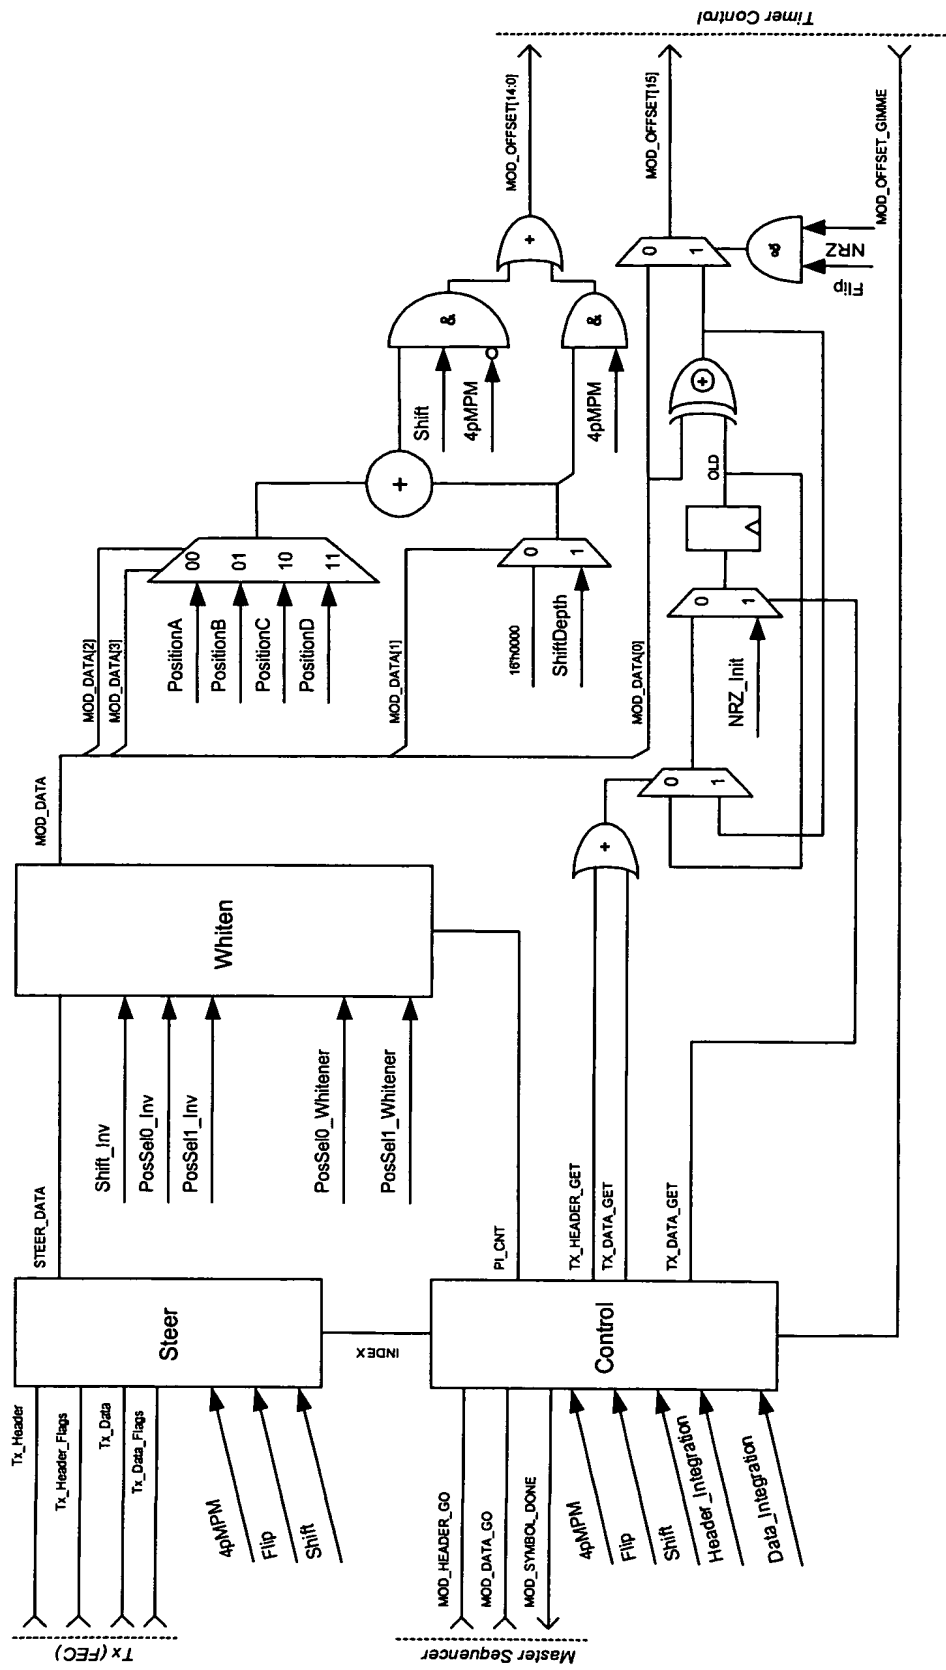 Tx (FEC)
Tx_Header
Tx_Header_Flags
Tx_Data
Tx_Data_Flags
4pMPM
Flip
Shift
Steer
STEER_DATA
INDEX
Master Sequencer
MOD_HEADER_GO
MOD_DATA_GO
MOD_SYMBOL_DONE
4pMPM
Flip
Shift
Header_Integration
Data_Integration
Control
PI_CNT
TX_HEADER_GET
TX_DATA_GET
TX_DATA_GET
Shift_Inv
PosSel0_Inv
PosSel1_Inv
PosSel0_Whitener
PosSel1_Whitener
Whiten
MOD_DATA
MOD_DATA[2]
MOD_DATA[3]
PositionA
PositionB
PositionC
PositionD
00
01
10
11
MOD_DATA[1]
16'h0000
ShiftDepth
0
1
MOD_DATA[0]
+
0
1
NRZ_Init
0
1
OLD
+
Shift
4pMPM
&
4pMPM
&
+
+
0
1
Flip
NRZ
&
MOD_OFFSET[14:0]
MOD_OFFSET[15]
MOD_OFFSET_GIMME
Timer Control